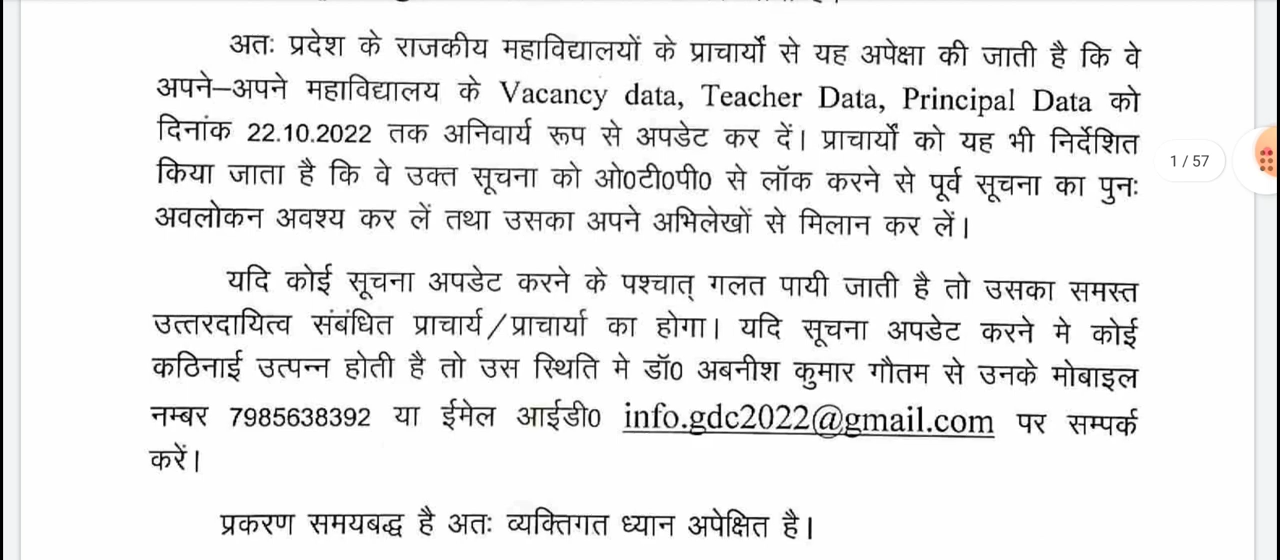 अतः प्रदेश के राजकीय महाविद्यालयों के प्राचार्यो से यह अपेक्षा की जाती है कि वे
अपने–अपने महाविद्यालय के Vacancy data, Teacher Data, Principal Data को
दिनांक 22.10.2022 तक अनिवार्य रूप से अपडेट कर दें। प्राचार्यों को यह भी निर्देशित
किया जाता है कि वे उक्त सूचना को ओ0टी0पी0 से लॉक करने से पूर्व सूचना का पुनः
अवलोकन अवश्य कर लें तथा उसका अपने अभिलेखों से मिलान कर लें।
यदि कोई सूचना अपडेट करने के पश्चात् गलत पायी जाती है तो उसका समस्त
उत्तरदायित्व संबंधित प्राचार्य/प्राचार्या का होगा। यदि सूचना अपडेट करने मे कोई
कठिनाई उत्पन्न होती है तो उस स्थिति मे डॉ0 अबनीश कुमार गौतम से उनके मोबाइल
नम्बर 7985638392 या ईमेल आईडी0 info.gdc2022@gmail.com पर सम्पर्क
करें।
प्रकरण समयबद्ध है अतः व्यक्तिगत ध्यान अपेक्षित है।
1 / 57